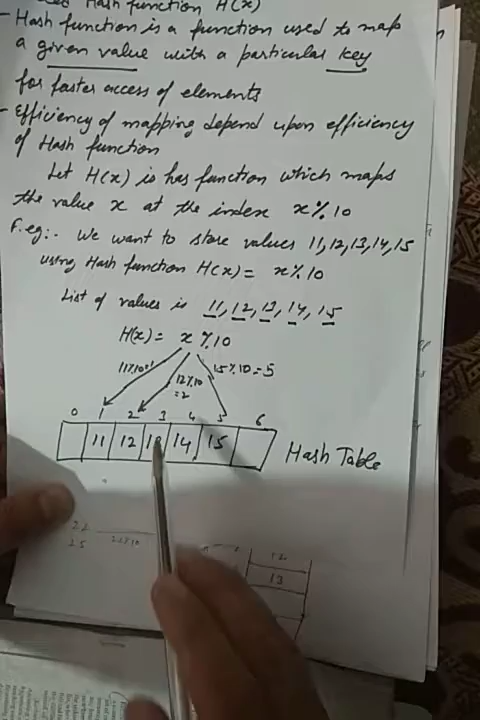 Hash function H(x)
- Hash function is a function used to map
a given value with a particular key
for faster access of elements
- Efficiency of mapping depend upon efficiency
of Hash function
Let H(x) is has function which maps
the value x at the index x%10
F.eg:- We want to store values 11,12,13,14,15
using Hash function H(x) = x%10
List of values is 11, 12, 13, 14, 15
H(x) = x%10
11%10=1 12%10 =2 15%10=5
0 1 2 3 4 5 6
11 12 13 14 15 Hash Table
22
25
12
13